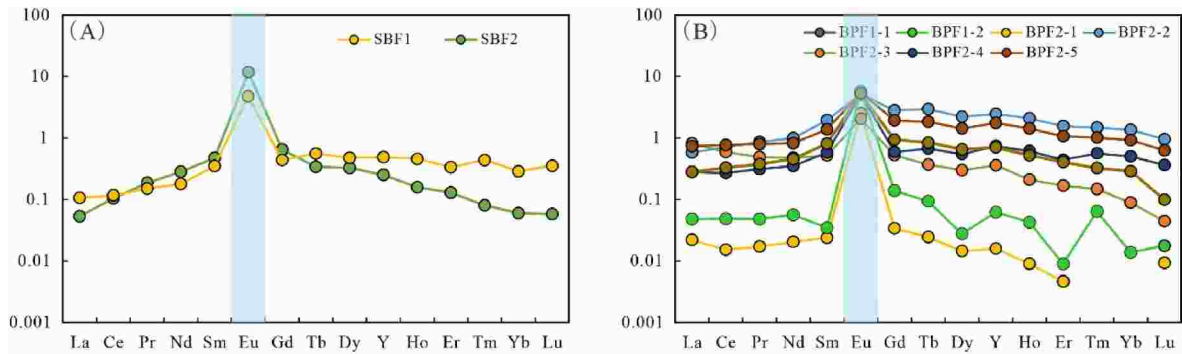 (A)
SBF1 SBF2
100
10
1
0.1
0.01
0.001
La Ce Pr Nd Sm Eu Gd Tb Dy Y Ho Er Tm Yb Lu
(B)
BPF1-1 BPF1-2 BPF2-1 BPF2-2
BPF2-3 BPF2-4 BPF2-5
100
10
1
0.1
0.01
0.001
La Ce Pr Nd Sm Eu Gd Tb Dy Y Ho Er Tm Yb Lu